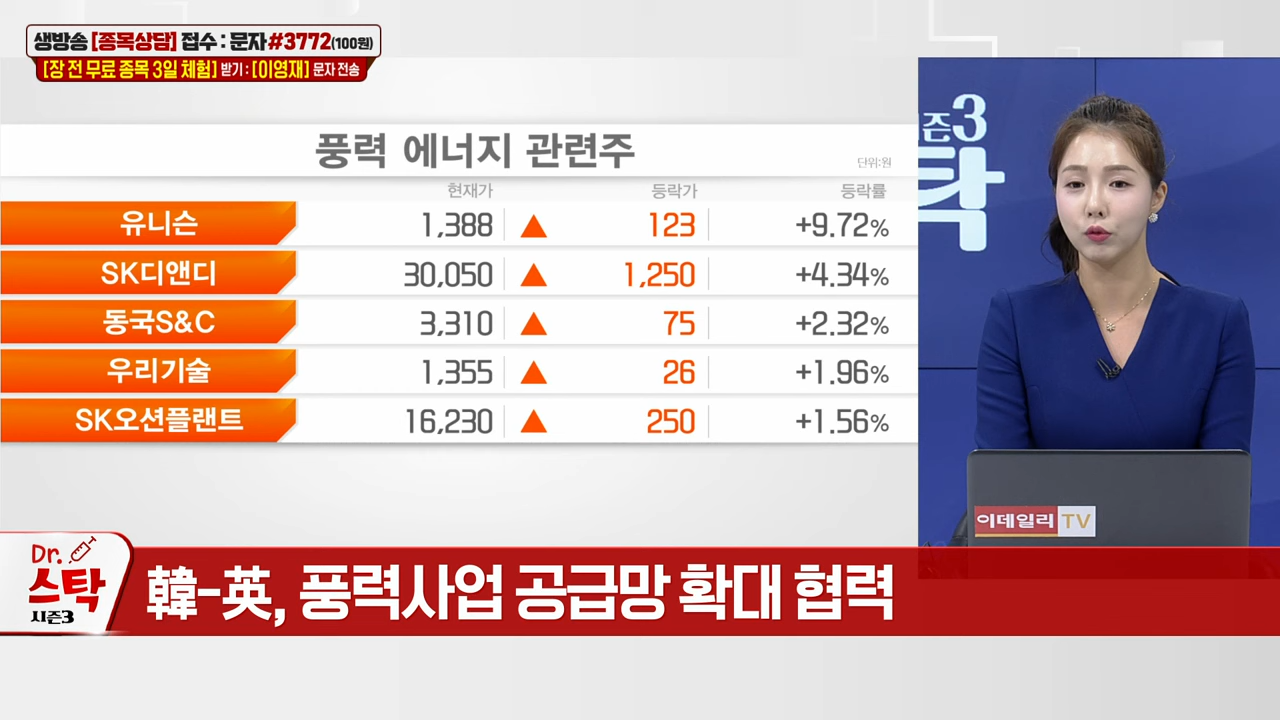 생방송 [종목상담] 접수 : 문자#3772(100원)
[장 전 무료 종목 3일 체험] 받기 : [이영재] 문자 전송
풍력 에너지 관련주
단위:원
현재가 등락가 등락률
유니슨 1,388 ▲ 123 +9.72%
SK디앤디 30,050 ▲ 1,250 +4.34%
동국S&C 3,310 ▲ 75 +2.32%
우리기술 1,355 ▲ 26 +1.96%
SK오션플랜트 16,230 ▲ 250 +1.56%
시즌3
탁
이데일리 TV
Dr.
스탁
시즌3
韓-英, 풍력사업 공급망 확대 협력